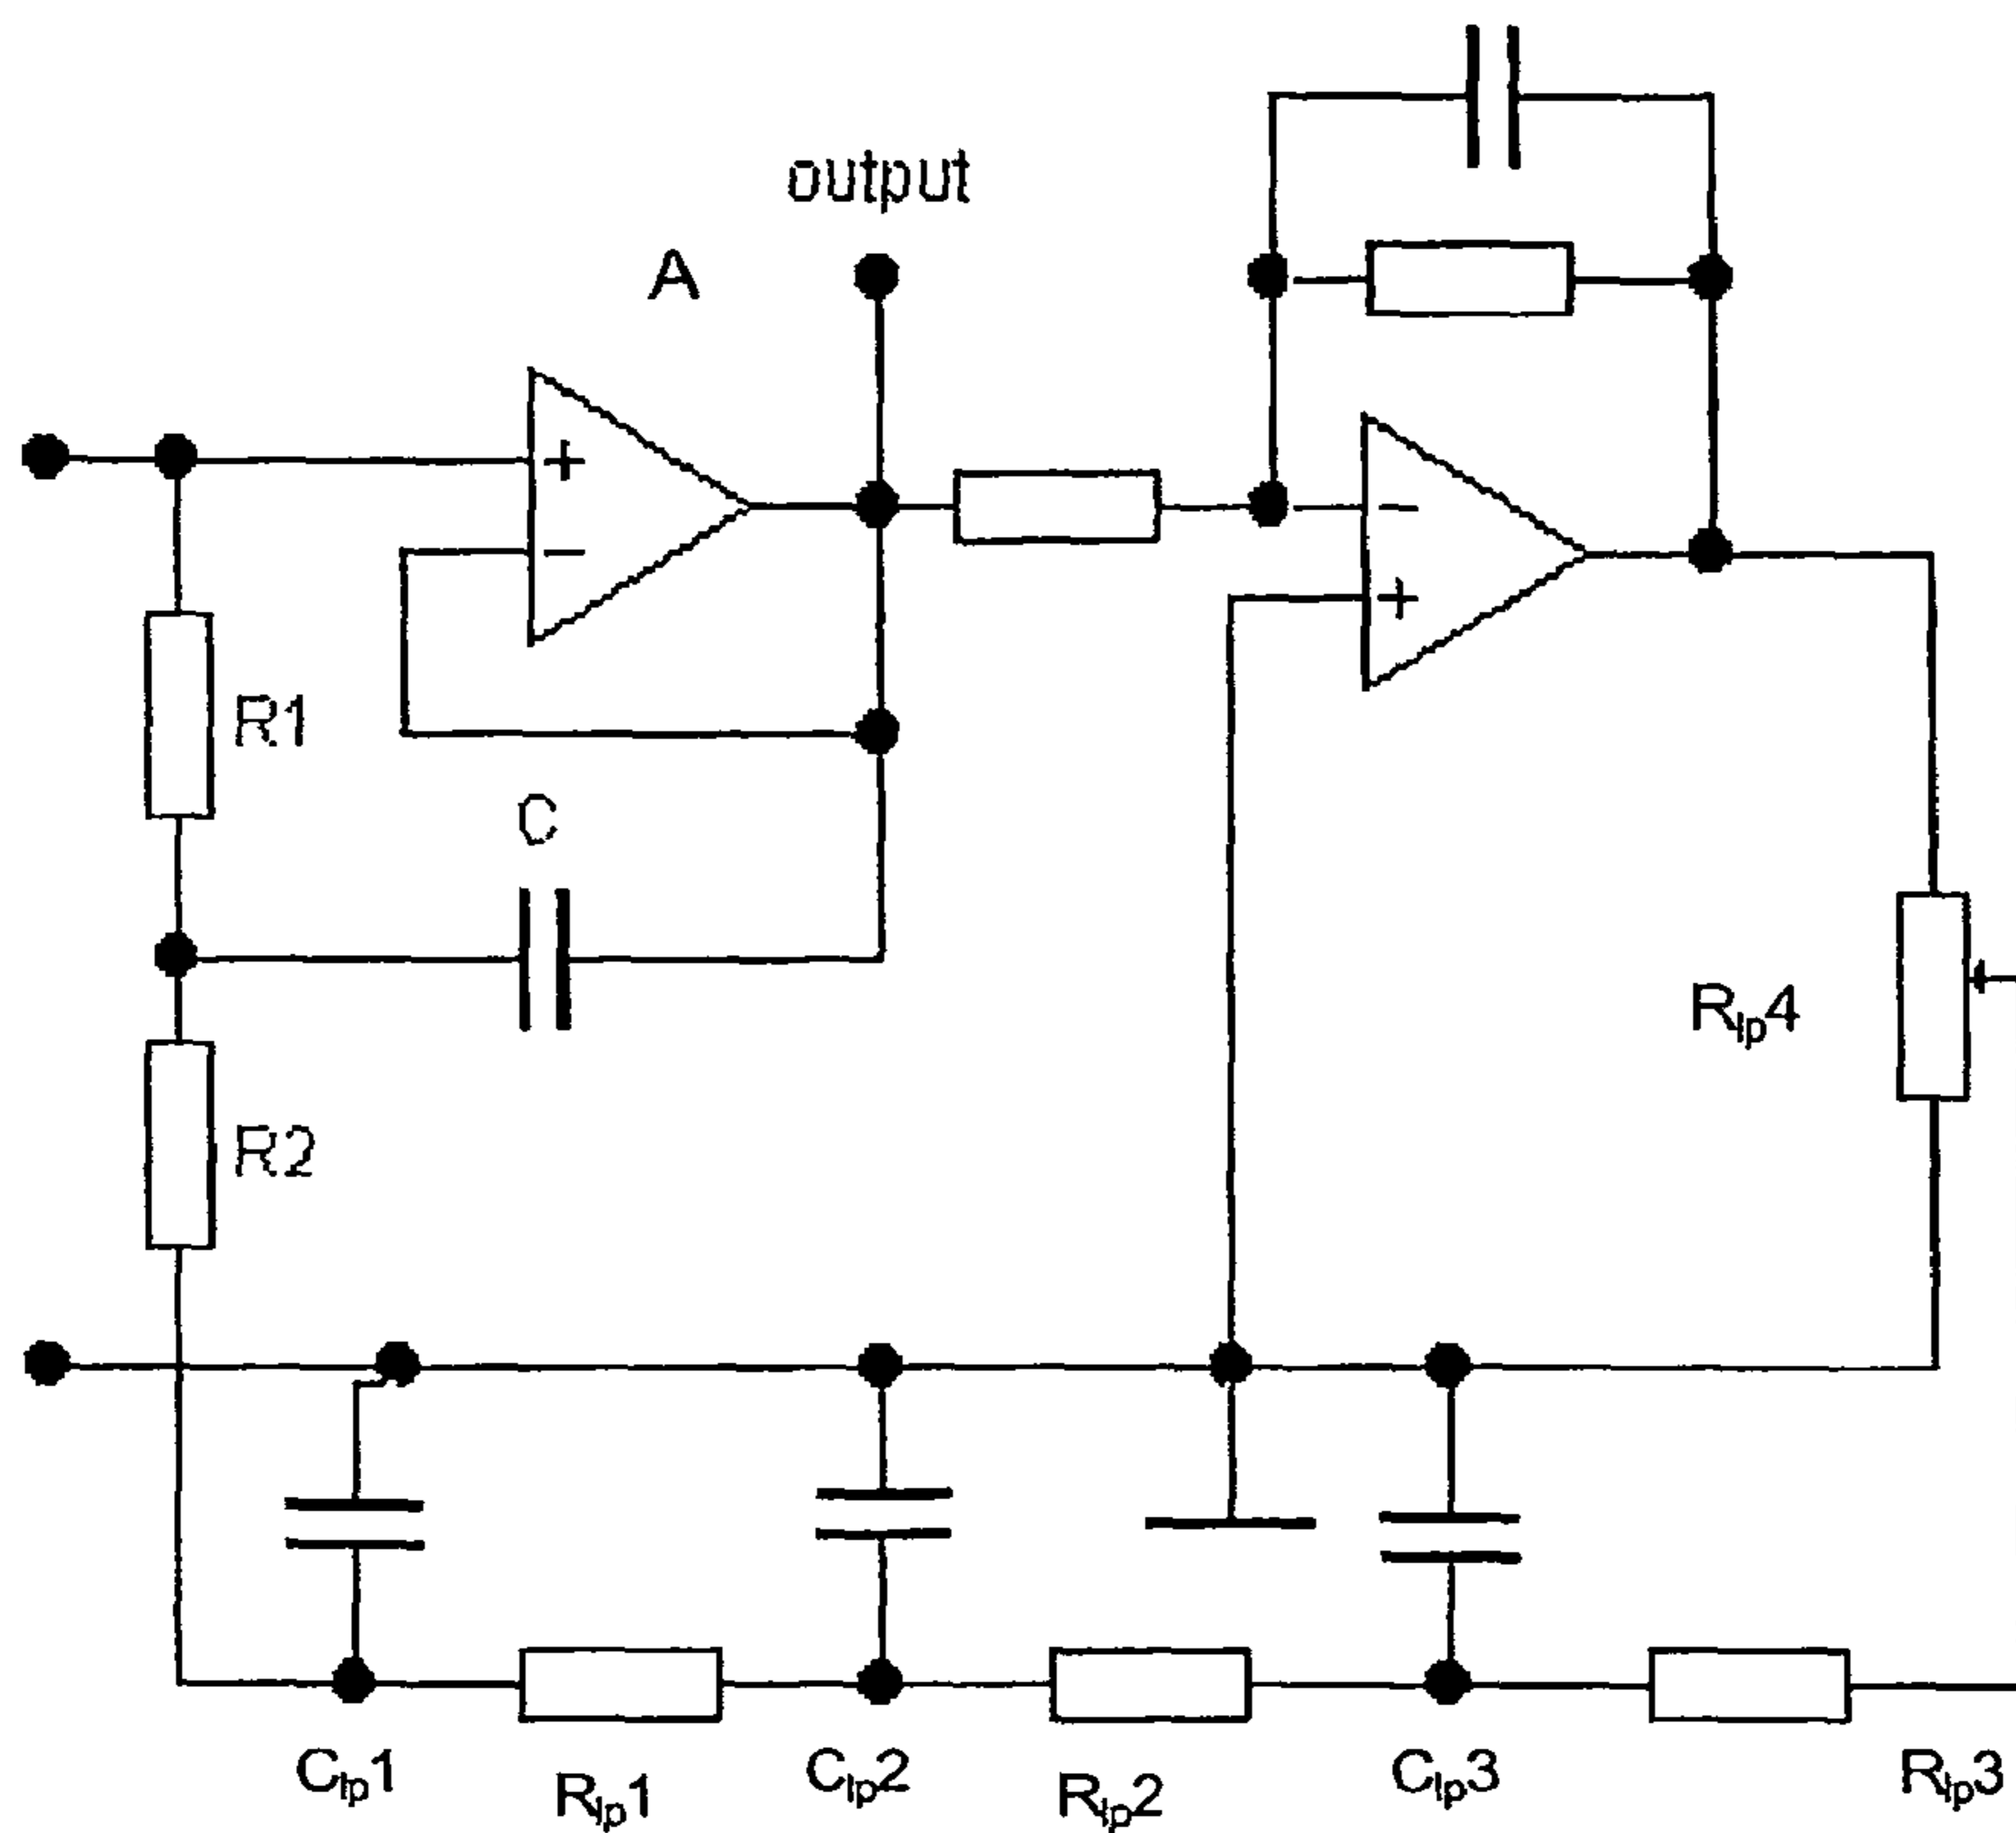 output
A
+
−
−
+
R1
C
R2
Rlp4
Clp1
Rlp1
Clp2
Rlp2
Clp3
Rlp3